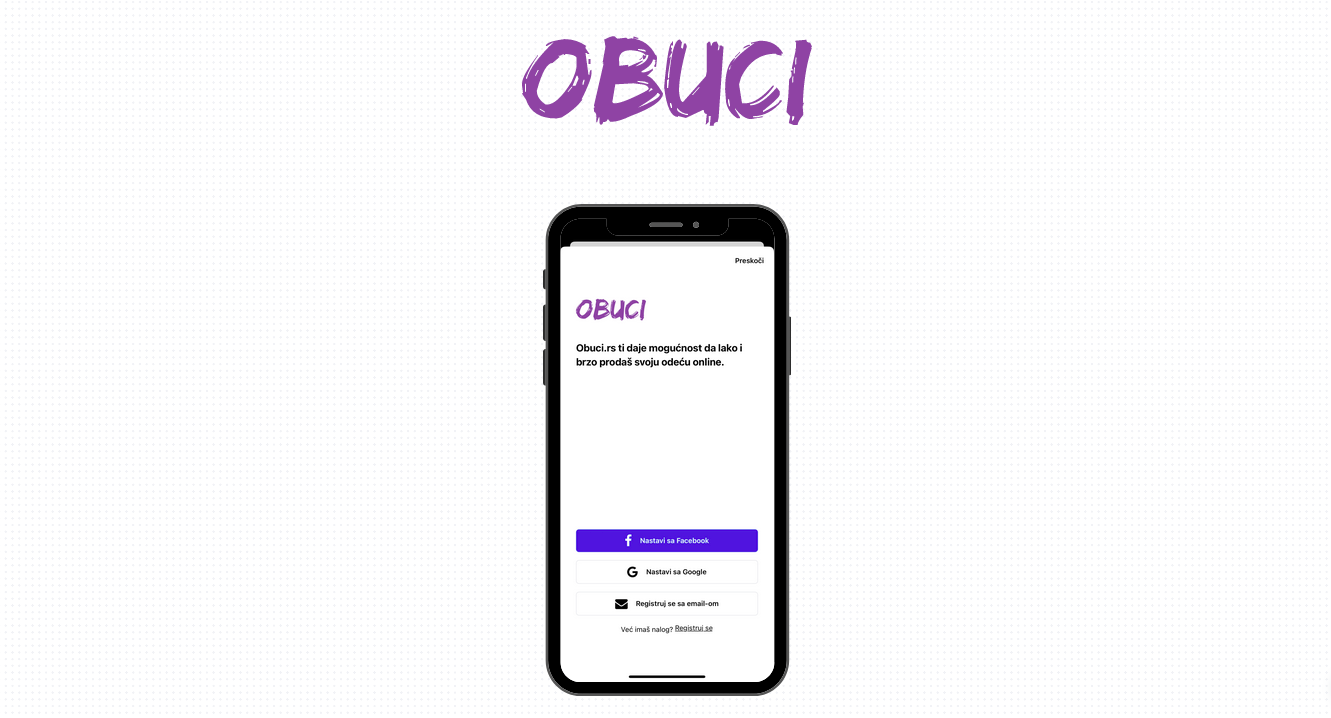 OBUCI
Preskoči
OBUCI
Obuci.rs ti daje mogućnost da lako i
brzo prodaš svoju odeću online.
Nastavi sa Facebook
Nastavi sa Google
Registruj se sa email-om
Već imaš nalog? Registruj se